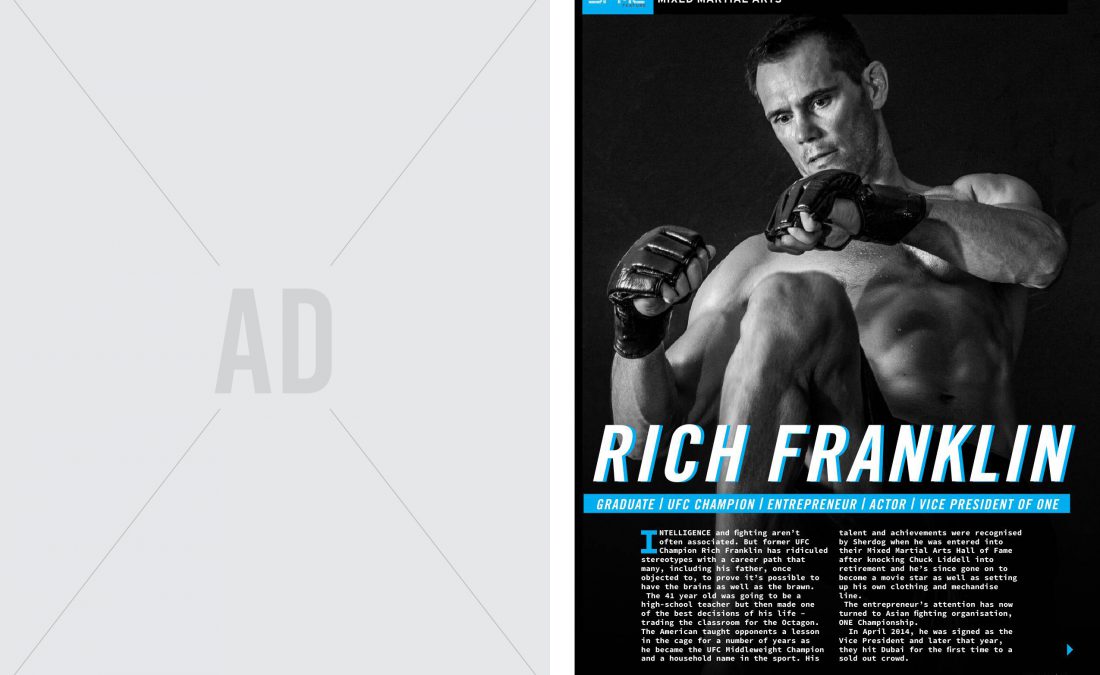 AD
MIXED MARTIAL ARTS
RICH FRANKLIN
GRADUATE | UFC CHAMPION | ENTREPRENEUR | ACTOR | VICE PRESIDENT OF ONE
INTELLIGENCE and fighting aren't
often associated. But former UFC
Champion Rich Franklin has ridiculed
stereotypes with a career path that
many, including his father, once
objected to, to prove it's possible to
have the brains as well as the brawn.
The 41 year old was going to be a
high-school teacher but then made one
of the best decisions of his life –
trading the classroom for the Octagon.
The American taught opponents a lesson
in the cage for a number of years as
he became the UFC Middleweight Champion
and a household name in the sport. His
talent and achievements were recognised
by Sherdog when he was entered into
their Mixed Martial Arts Hall of Fame
after knocking Chuck Liddell into
retirement and he's since gone on to
become a movie star as well as setting
up his own clothing and mechandise
line.
The entrepreneur's attention has now
turned to Asian fighting organisation,
ONE Championship.
In April 2014, he was signed as the
Vice President and later that year,
they hit Dubai for the first time to a
sold out crowd.